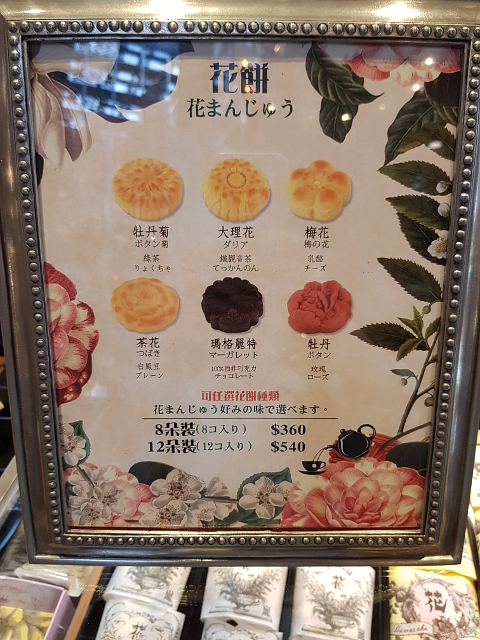 花餅
花まんじゅう
牡丹菊 大理花 梅花
ボタン菊 ダリア 梅の花
綠茶 鐵觀音茶 乳酪
りょくちゃ てっかんのん チーズ
茶花 瑪格麗特 牡丹
つばき マーガレット ボタン
白鳳豆 100%西非巧克力 玫瑰
プレーン チョコレート ローズ
可任選花餅種類
花まんじゅう好みの味で選べます。
8朵裝(8コ入り) $360
12朵裝(12コ入り) $540
花